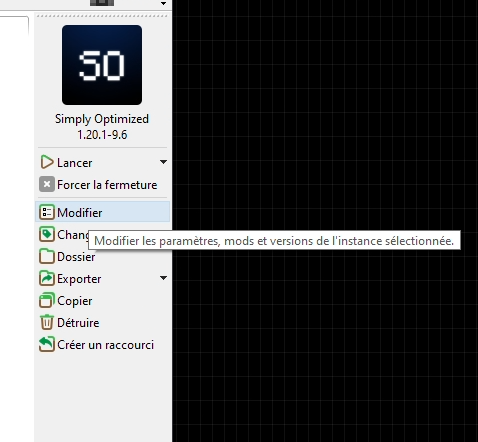 SO
Simply Optimized
1.20.1-9.6
Lancer
Forcer la fermeture
Modifier
Modifier les paramètres, mods et versions de l'instance sélectionnée.
Dossier
Exporter
Copier
Détruire
Créer un raccourci